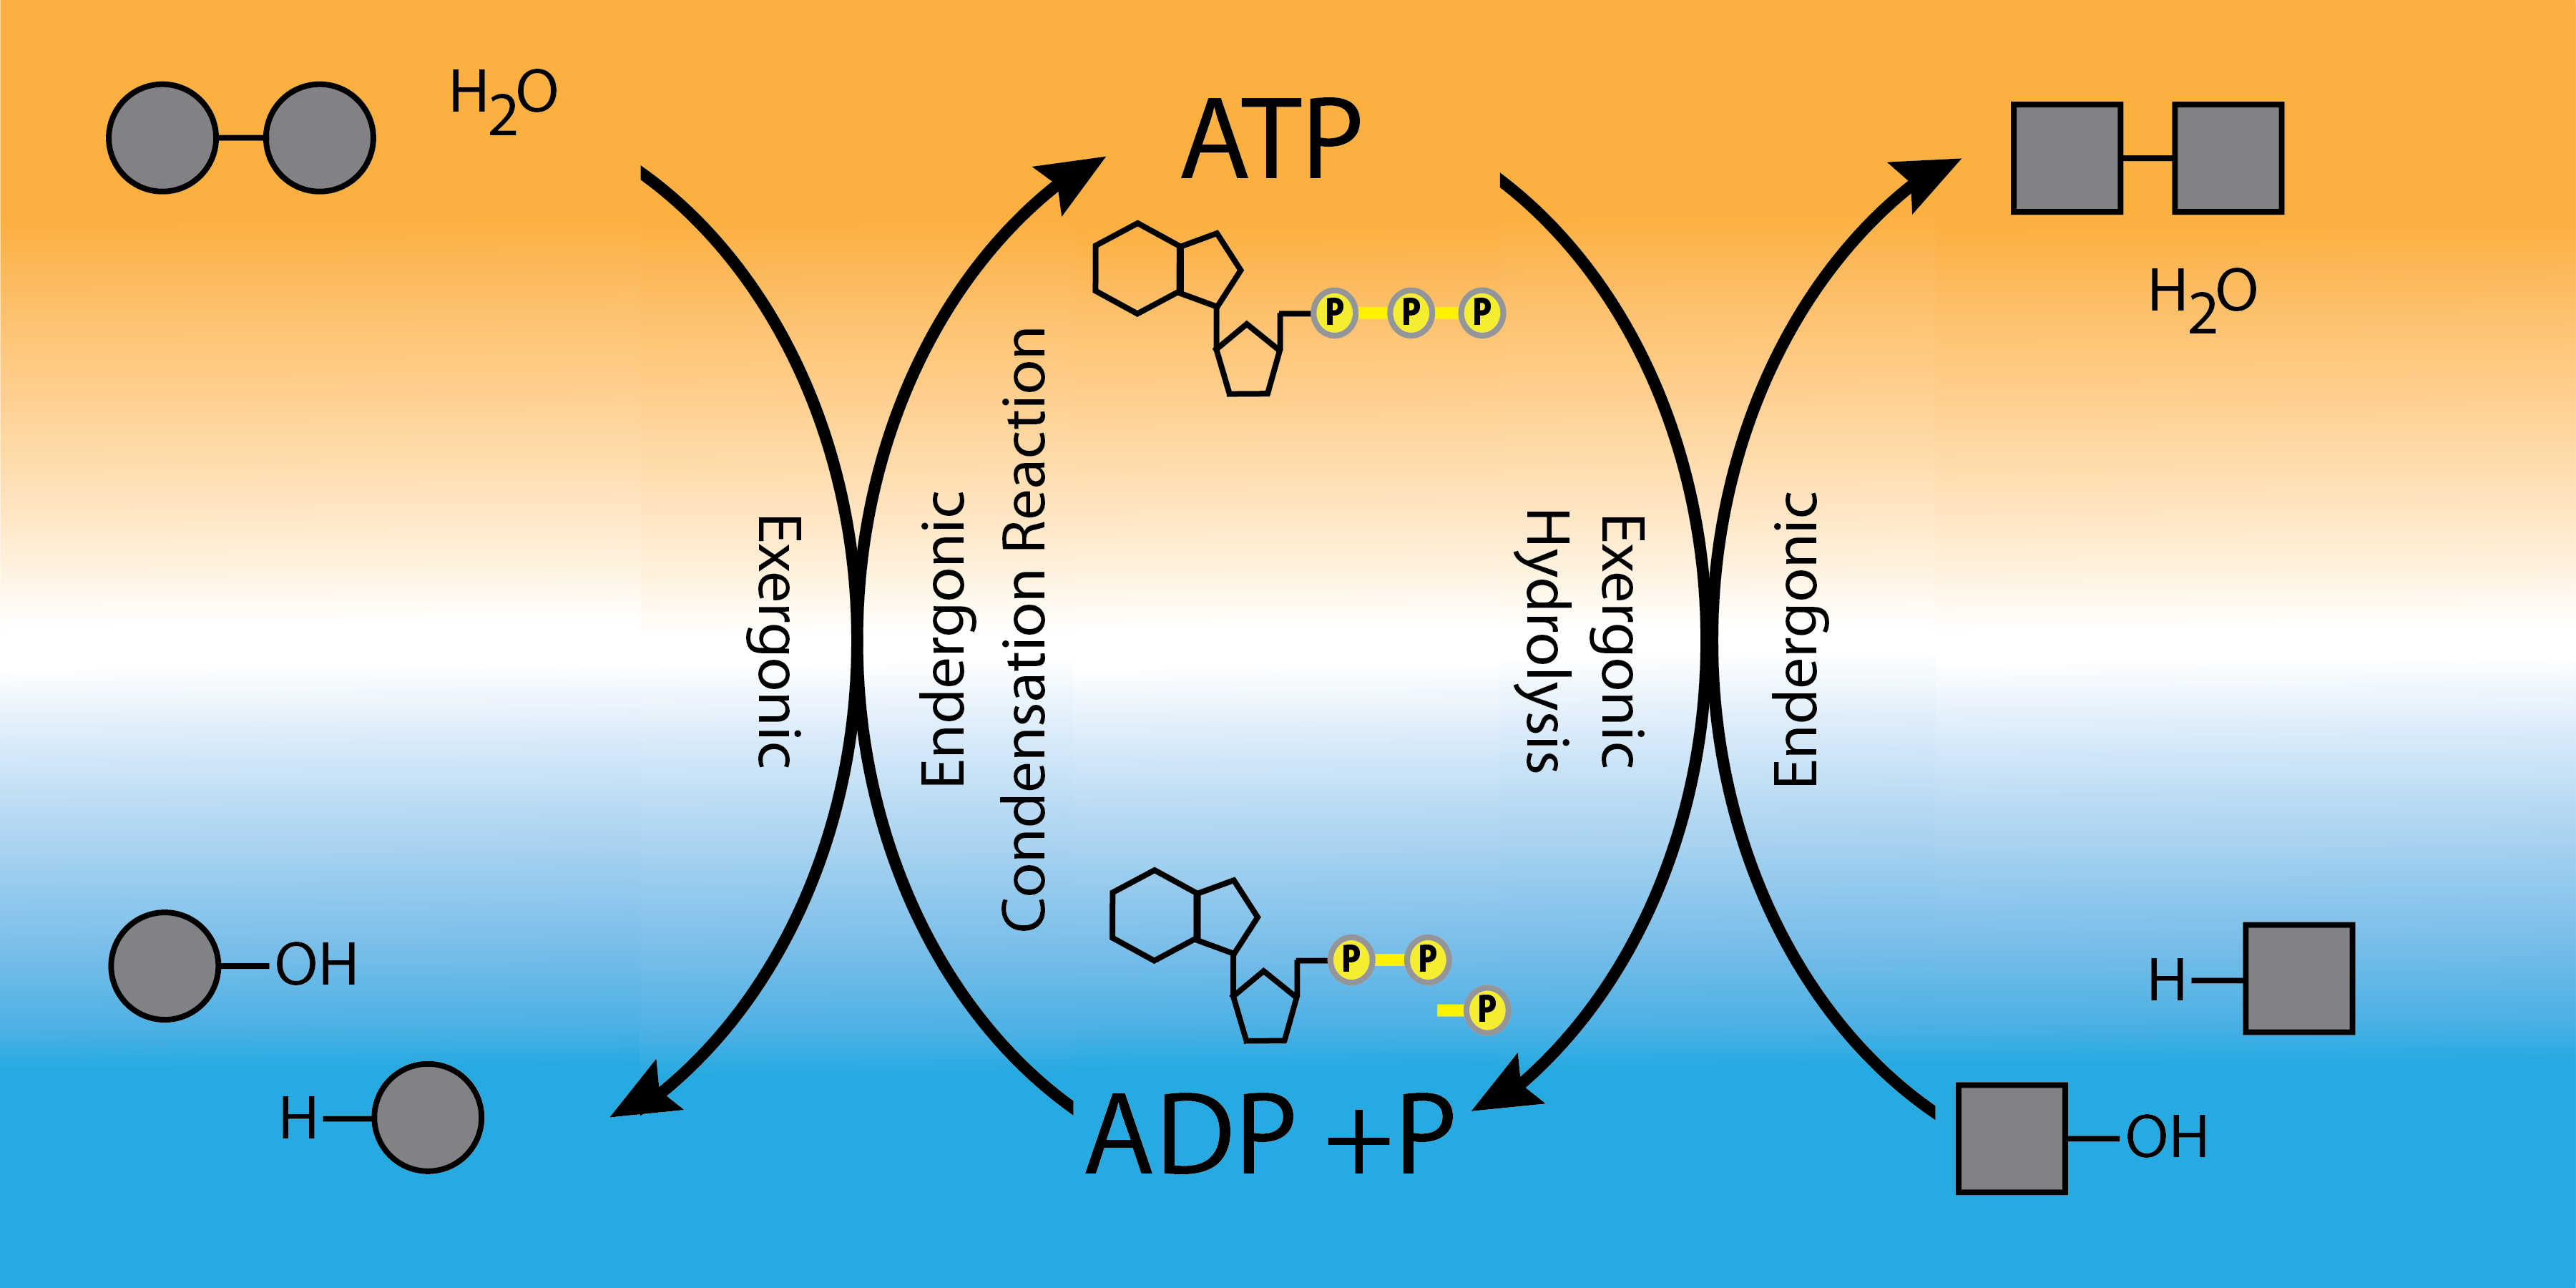 H₂O
ATP
H₂O
P P P
Exergonic
Endergonic
Condensation Reaction
Hydrolysis
Exergonic
Endergonic
OH
H
P P
P
ADP +P
H
OH